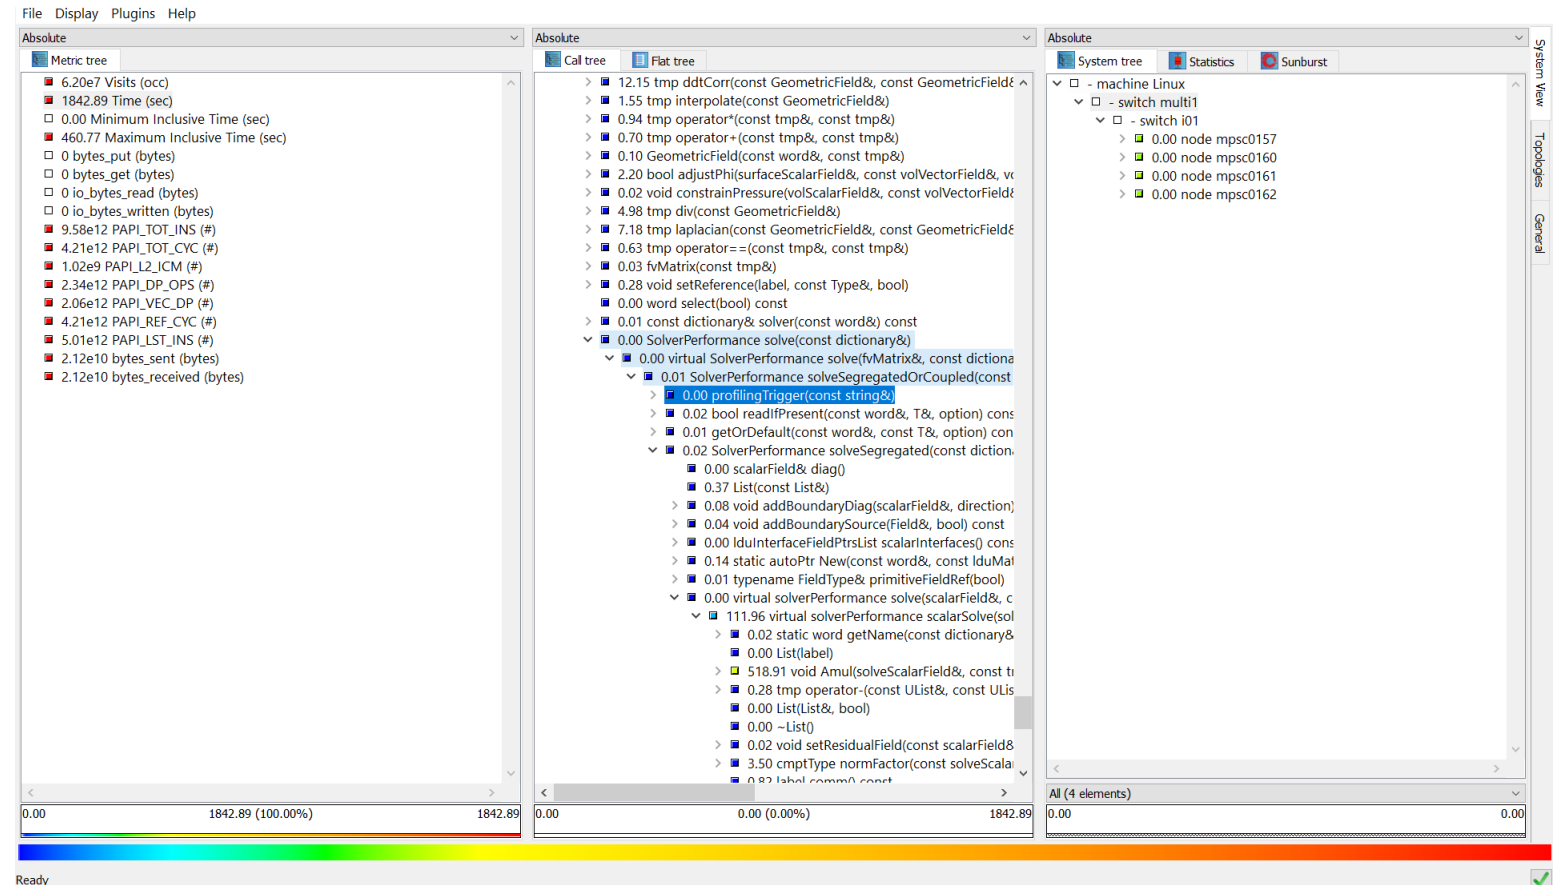 File Display Plugins Help
Absolute
Metric tree
6.20e7 Visits (occ)
1842.89 Time (sec)
0.00 Minimum Inclusive Time (sec)
460.77 Maximum Inclusive Time (sec)
0 bytes_put (bytes)
0 bytes_get (bytes)
0 io_bytes_read (bytes)
0 io_bytes_written (bytes)
9.58e12 PAPI_TOT_INS (#)
4.21e12 PAPI_TOT_CYC (#)
1.02e9 PAPI_L2_ICM (#)
2.34e12 PAPI_DP_OPS (#)
2.06e12 PAPI_VEC_DP (#)
4.21e12 PAPI_REF_CYC (#)
5.01e12 PAPI_LST_INS (#)
2.12e10 bytes_sent (bytes)
2.12e10 bytes_received (bytes)
0.00 1842.89 (100.00%) 1842.89
Absolute
Call tree Flat tree
12.15 tmp ddtCorr(const GeometricField&, const GeometricField&
1.55 tmp interpolate(const GeometricField&)
0.94 tmp operator*(const tmp&, const tmp&)
0.70 tmp operator+(const tmp&, const tmp&)
0.10 GeometricField(const word&, const tmp&)
2.20 bool adjustPhi(surfaceScalarField&, const volVectorField&, vo
0.02 void constrainPressure(volScalarField&, const volVectorField&
4.98 tmp div(const GeometricField&)
7.18 tmp laplacian(const GeometricField&, const GeometricField&
0.63 tmp operator==(const tmp&, const tmp&)
0.03 fvMatrix(const tmp&)
0.28 void setReference(label, const Type&, bool)
0.00 word select(bool) const
0.01 const dictionary& solver(const word&) const
0.00 SolverPerformance solve(const dictionary&)
0.00 virtual SolverPerformance solve(fvMatrix&, const dictiona
0.01 SolverPerformance solveSegregatedOrCoupled(const
0.00 profilingTrigger(const string&)
0.02 bool readIfPresent(const word&, T&, option) cons
0.01 getOrDefault(const word&, const T&, option) con
0.02 SolverPerformance solveSegregated(const diction
0.00 scalarField& diag()
0.37 List(const List&)
0.08 void addBoundaryDiag(scalarField&, direction)
0.04 void addBoundarySource(Field&, bool) const
0.00 lduInterfaceFieldPtrsList scalarInterfaces() cons
0.14 static autoPtr New(const word&, const lduMat
0.01 typename FieldType& primitiveFieldRef(bool)
0.00 virtual solverPerformance solve(scalarField&, c
111.96 virtual solverPerformance scalarSolve(sol
0.02 static word getName(const dictionary&
0.00 List(label)
518.91 void Amul(solveScalarField&, const t
0.28 tmp operator-(const UList&, const ULis
0.00 List(List&, bool)
0.00 ~List()
0.02 void setResidualField(const scalarField&
3.50 cmptType normFactor(const solveScala
0.82 label comm() const
0.00 0.00 (0.00%) 1842.89
Absolute
System tree Statistics Sunburst
- machine Linux
- switch multi1
- switch i01
0.00 node mpsc0157
0.00 node mpsc0160
0.00 node mpsc0161
0.00 node mpsc0162
All (4 elements)
0.00 0.00
System View
Topologies
General
Ready